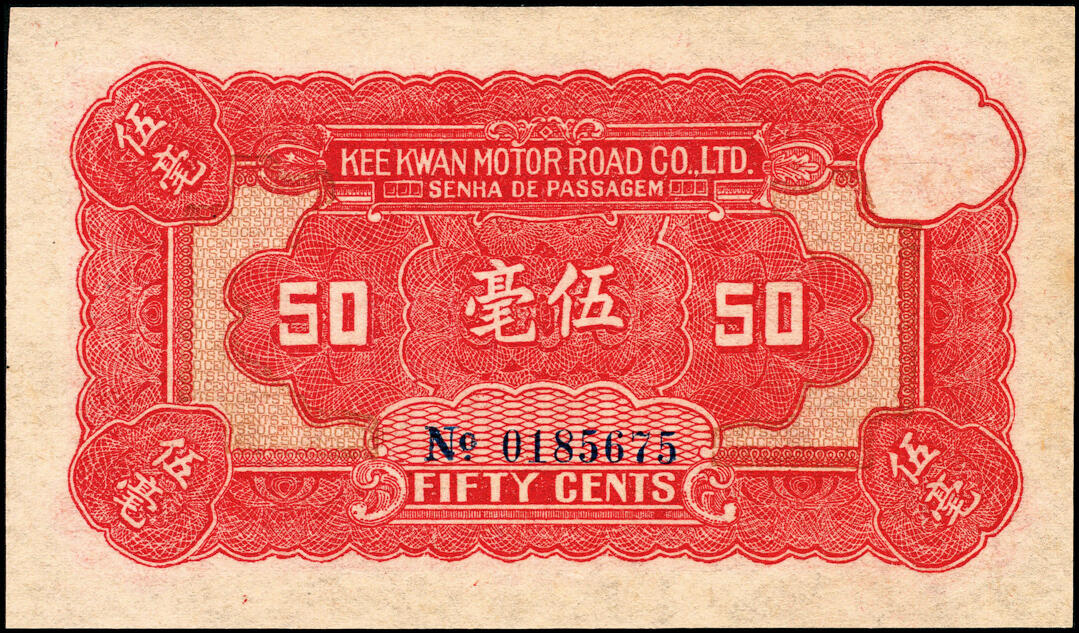 伍毫
KEE KWAN MOTOR ROAD CO., LTD.
SENHA DE PASSAGEM
50
毫伍
50
伍毫
Nº 0185675
伍毫
FIFTY CENTS